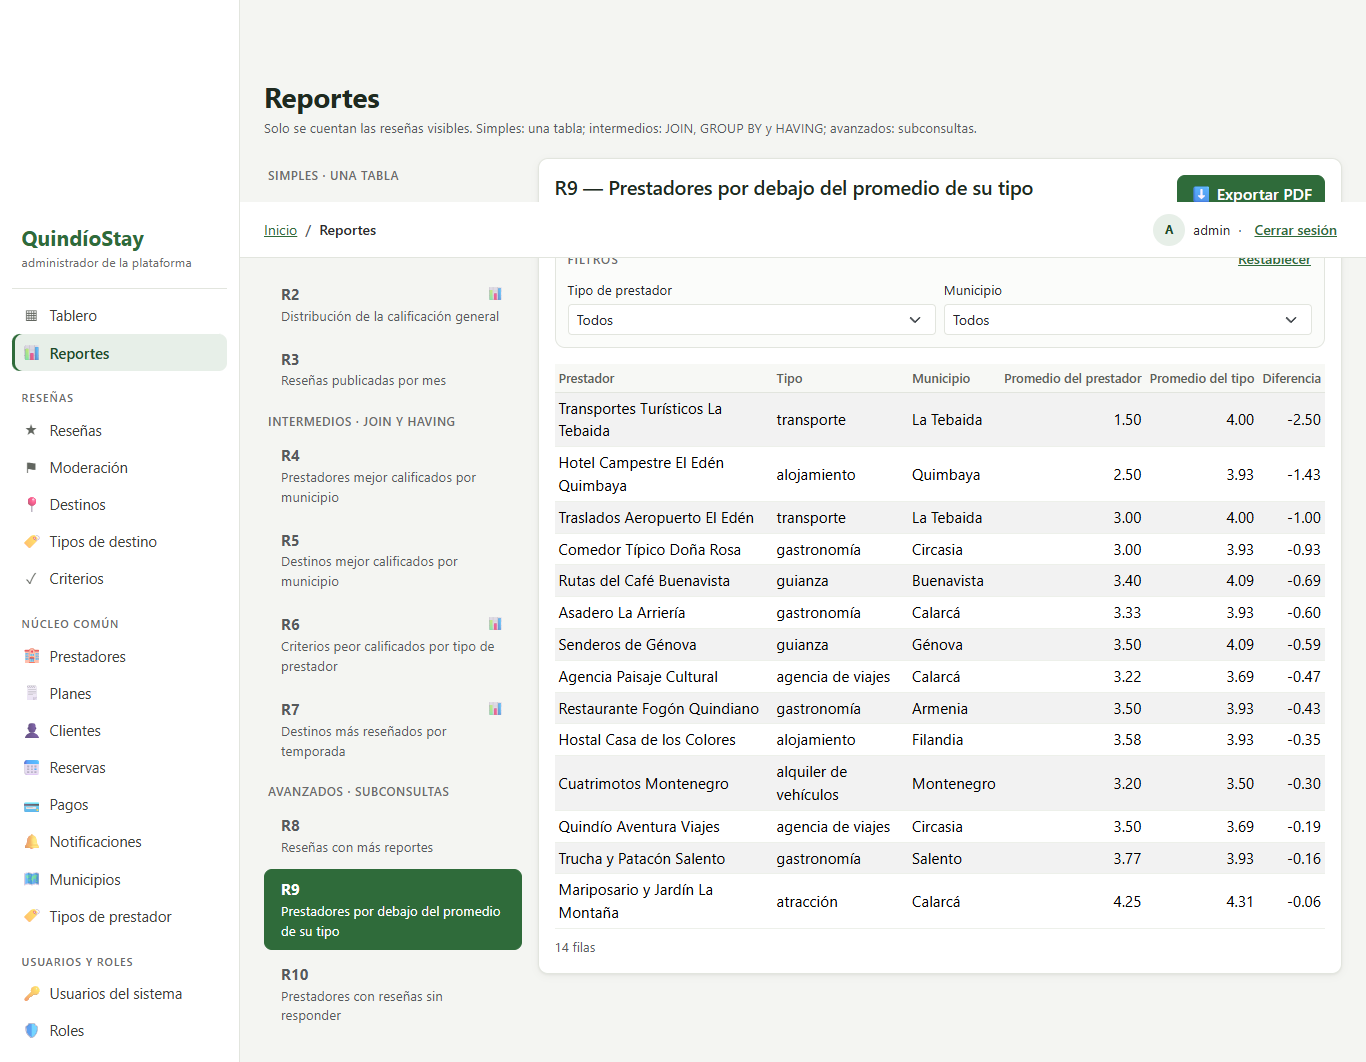 Reportes
Solo se cuentan las reseñas visibles. Simples: una tabla; intermedios: JOIN, GROUP BY y HAVING; avanzados: subconsultas.
QuindíoStay
administrador de la plataforma
Tablero
Reportes
RESEÑAS
Reseñas
Moderación
Destinos
Tipos de destino
Criterios
NÚCLEO COMÚN
Prestadores
Planes
Clientes
Reservas
Pagos
Notificaciones
Municipios
Tipos de prestador
USUARIOS Y ROLES
Usuarios del sistema
Roles
Inicio / Reportes
A admin · Cerrar sesión
SIMPLES · UNA TABLA
R2
Distribución de la calificación general
R3
Reseñas publicadas por mes
INTERMEDIOS · JOIN Y HAVING
R4
Prestadores mejor calificados por
municipio
R5
Destinos mejor calificados por
municipio
R6
Criterios peor calificados por tipo de
prestador
R7
Destinos más reseñados por
temporada
AVANZADOS · SUBCONSULTAS
R8
Reseñas con más reportes
R9
Prestadores por debajo del promedio
de su tipo
R10
Prestadores con reseñas sin
responder
R9 — Prestadores por debajo del promedio de su tipo
Exportar PDF
FILTROS
Restablecer
Tipo de prestador
Todos
Municipio
Todos
Prestador Tipo Municipio Promedio del prestador Promedio del tipo Diferencia
Transportes Turísticos La
Tebaida transporte La Tebaida 1.50 4.00 -2.50
Hotel Campestre El Edén
Quimbaya alojamiento Quimbaya 2.50 3.93 -1.43
Traslados Aeropuerto El Edén transporte La Tebaida 3.00 4.00 -1.00
Comedor Típico Doña Rosa gastronomía Circasia 3.00 3.93 -0.93
Rutas del Café Buenavista guianza Buenavista 3.40 4.09 -0.69
Asadero La Arriería gastronomía Calarcá 3.33 3.93 -0.60
Senderos de Génova guianza Génova 3.50 4.09 -0.59
Agencia Paisaje Cultural agencia de viajes Calarcá 3.22 3.69 -0.47
Restaurante Fogón Quindiano gastronomía Armenia 3.50 3.93 -0.43
Hostal Casa de los Colores alojamiento Filandia 3.58 3.93 -0.35
Cuatrimotos Montenegro alquiler de
vehículos Montenegro 3.20 3.50 -0.30
Quindío Aventura Viajes agencia de viajes Circasia 3.50 3.69 -0.19
Trucha y Patacón Salento gastronomía Salento 3.77 3.93 -0.16
Mariposario y Jardín La
Montaña atracción Calarcá 4.25 4.31 -0.06
14 filas